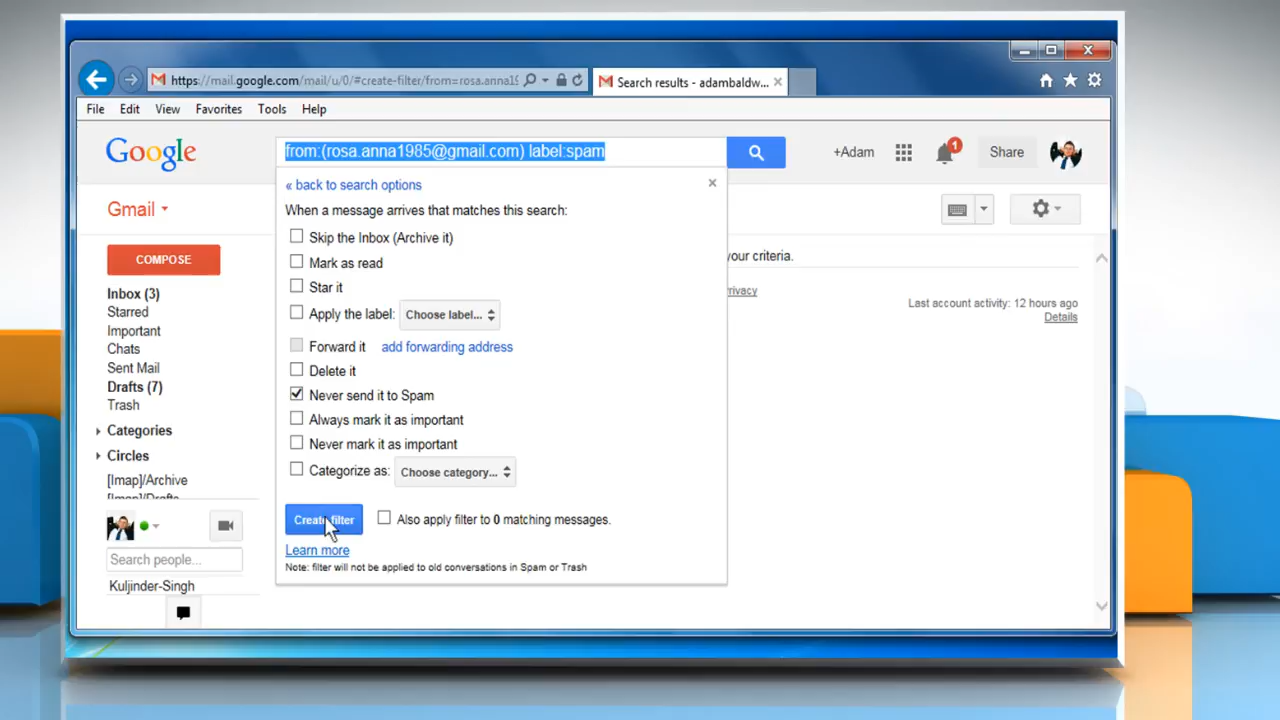 https://mail.google.com/mail/u/0/#create-filter/from=rosa.anna19
Search results - adambaldw...
File Edit View Favorites Tools Help
Google
from:(rosa.anna1985@gmail.com) label:spam
+Adam
1
Share
« back to search options
When a message arrives that matches this search:
Gmail
Skip the Inbox (Archive it)
COMPOSE
your criteria.
Mark as read
Inbox (3)
Star it
Privacy
Starred
Last account activity: 12 hours ago
Apply the label: Choose label...
Details
Important
Forward it add forwarding address
Chats
Sent Mail
Delete it
Drafts (7)
Never send it to Spam
Trash
Always mark it as important
Categories
Never mark it as important
Circles
Categorize as: Choose category...
[Imap]/Archive
[Imap]/Drafts
Create filter
Also apply filter to 0 matching messages.
Learn more
Search people...
Note: filter will not be applied to old conversations in Spam or Trash
Kuljinder-Singh